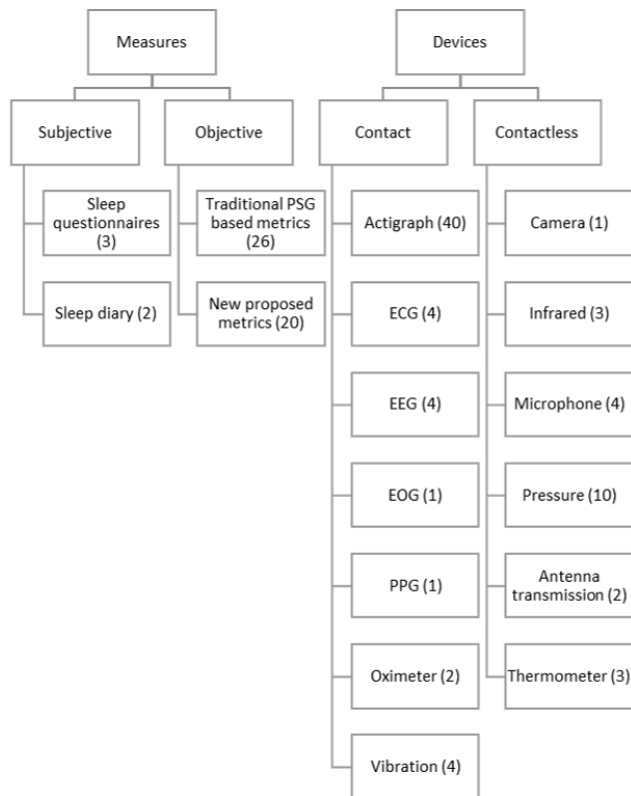 Measures
Devices
Subjective
Objective
Contact
Contactless
Sleep
questionnaires
(3)
Sleep diary (2)
Traditional PSG
based metrics
(26)
New proposed
metrics (20)
Actigraph (40)
ECG (4)
EEG (4)
EOG (1)
PPG (1)
Oximeter (2)
Vibration (4)
Camera (1)
Infrared (3)
Microphone (4)
Pressure (10)
Antenna
transmission (2)
Thermometer (3)